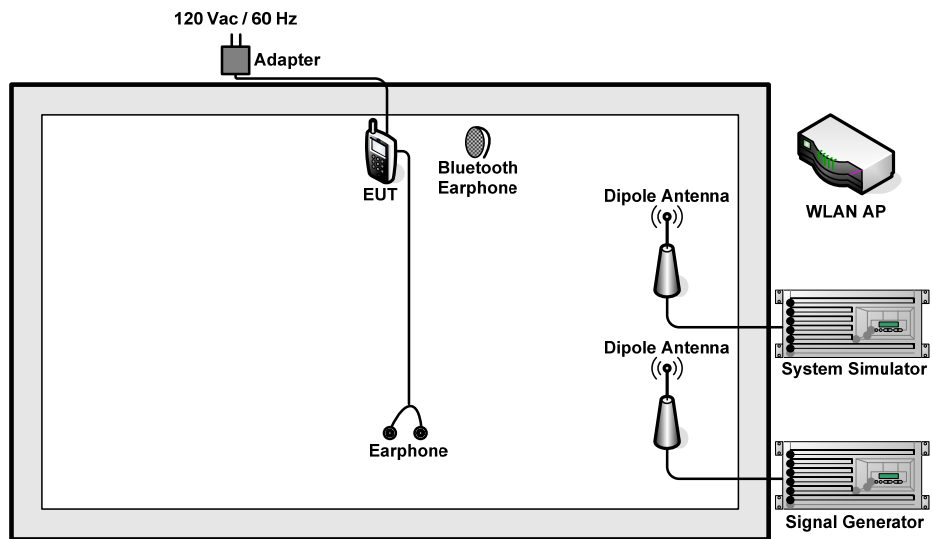 120 Vac / 60 Hz
Adapter
EUT
Bluetooth
Earphone
Dipole Antenna
WLAN AP
System Simulator
Dipole Antenna
Earphone
Signal Generator